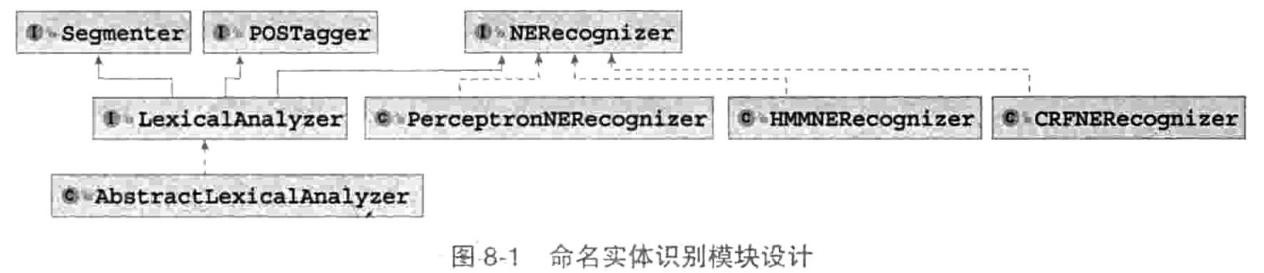 I Segmenter I POSTagger I NERecognizer
I LexicalAnalyzer C PerceptronNERecognizer C HMMNERecognizer C CRFNERecognizer
C AbstractLexicalAnalyzer
图 8-1 命名实体识别模块设计